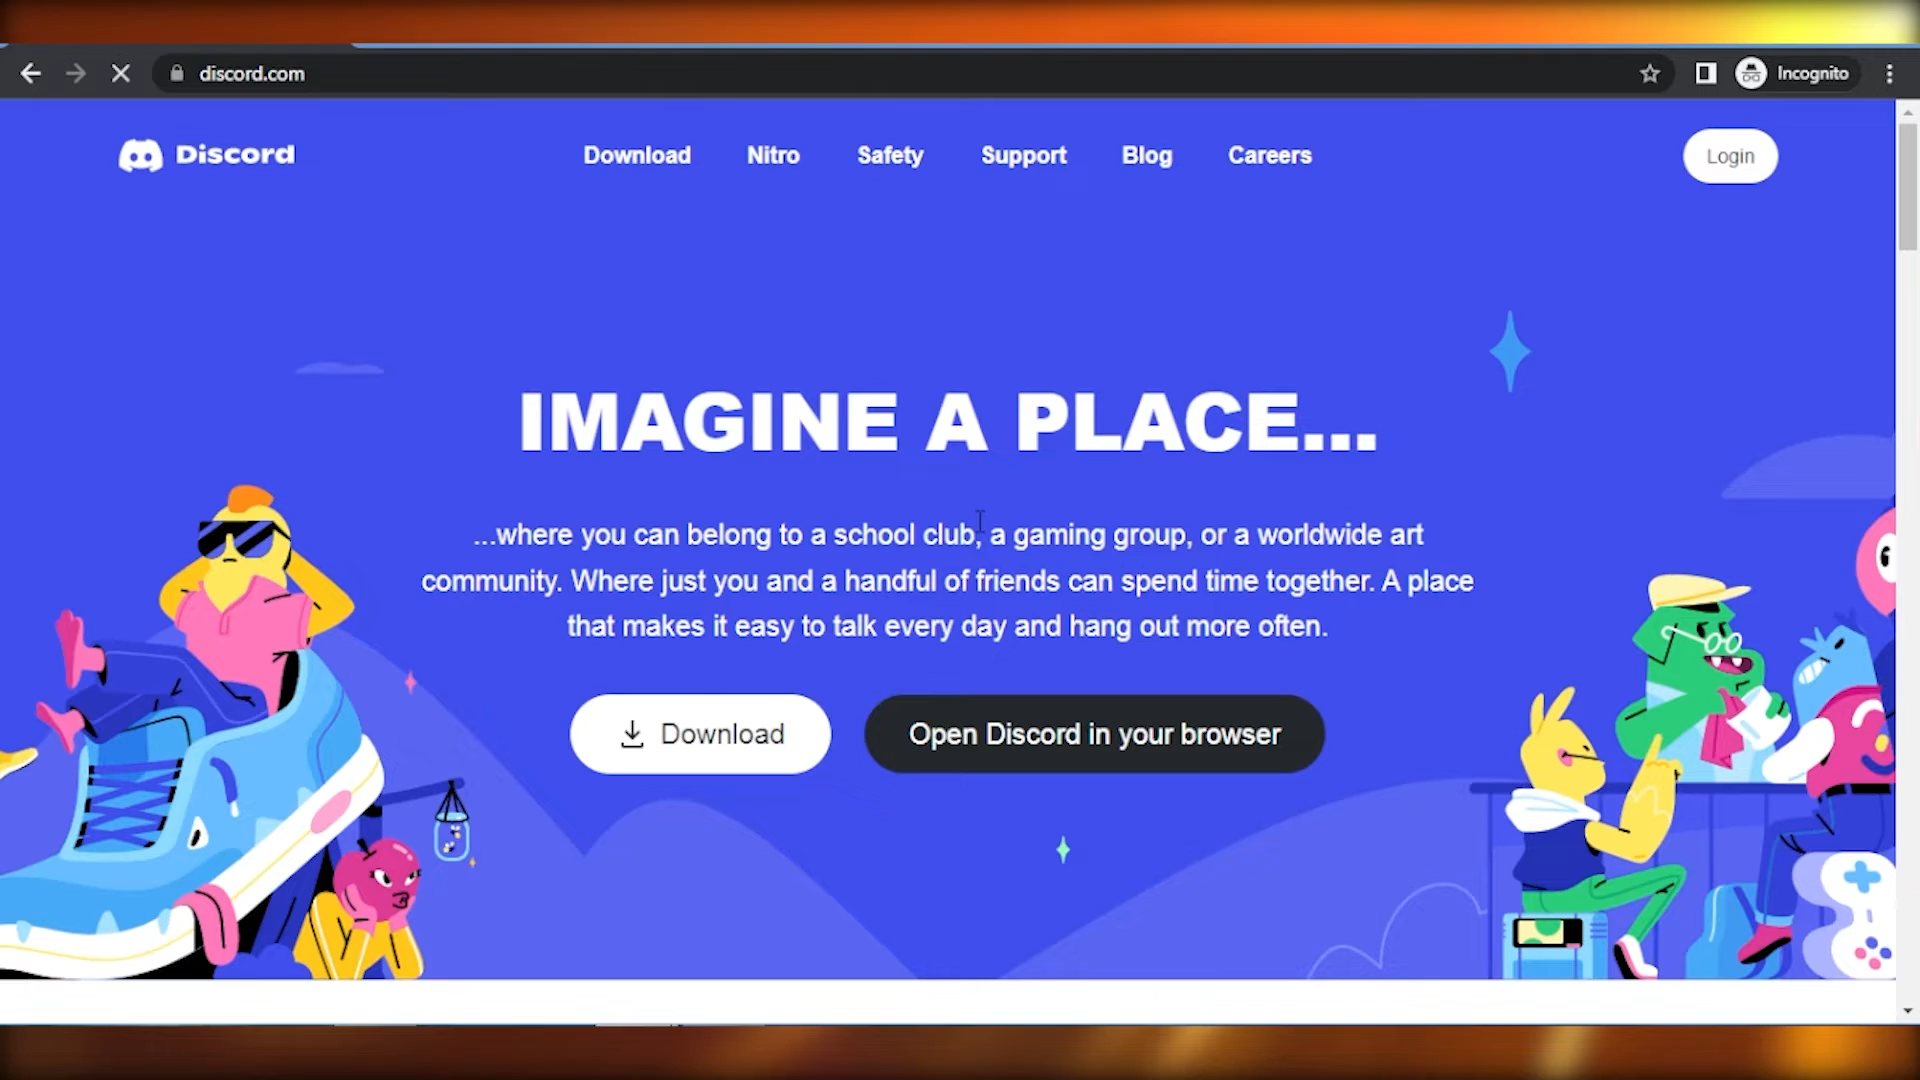 discord.com
Incognito
Discord
Download Nitro Safety Support Blog Careers
Login
IMAGINE A PLACE...
...where you can belong to a school club, a gaming group, or a worldwide art
community. Where just you and a handful of friends can spend time together. A place
that makes it easy to talk every day and hang out more often.
Download
Open Discord in your browser